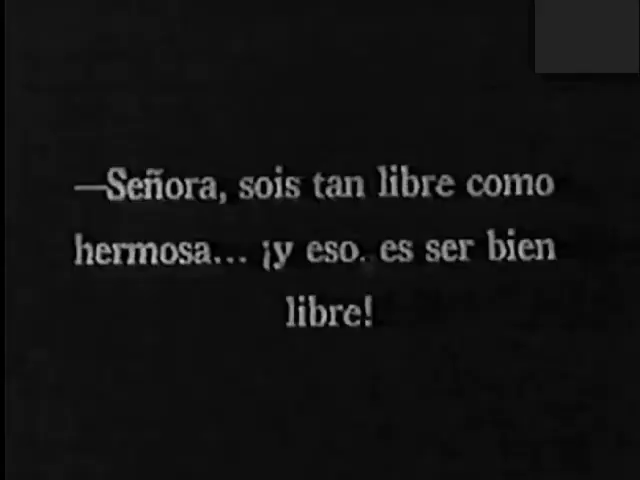 —Señora, sois tan libre como
hermosa... ¡y eso. es ser bien
libre!